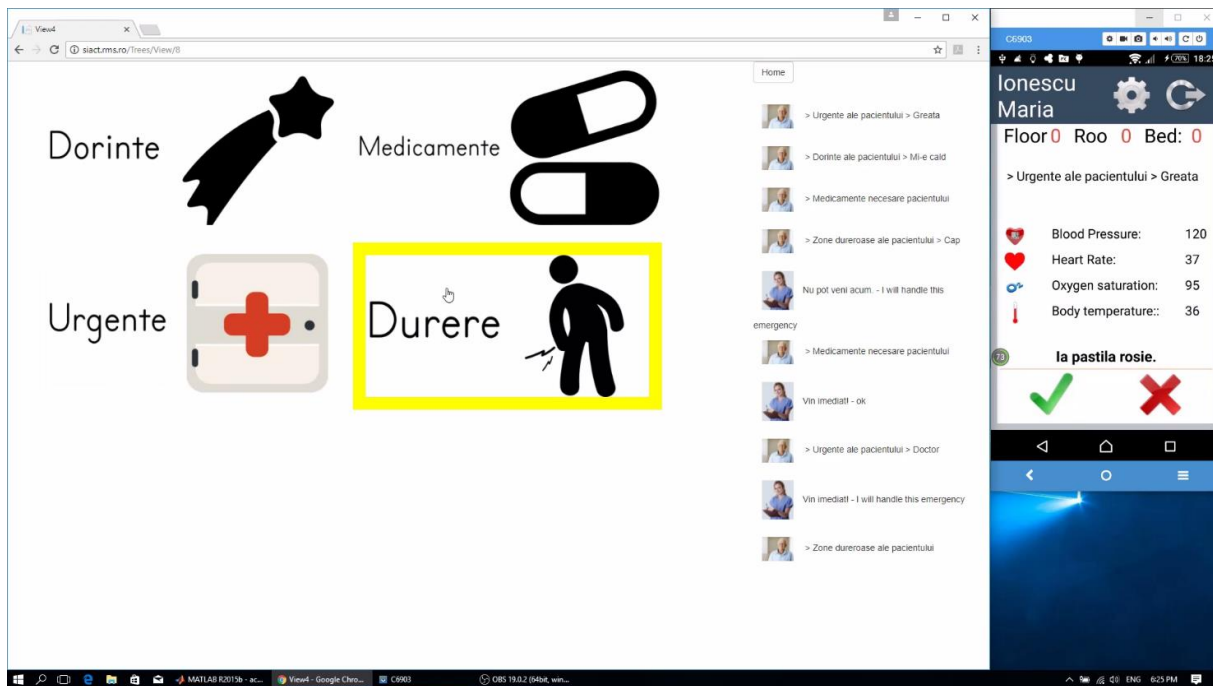 View4
siact.rms.ro/Trees/View/8
Dorinte
Medicamente
Urgente
Durere
Home
> Urgente ale pacientului > Greata
> Dorinte ale pacientului > Mi-e cald
> Medicamente necesare pacientului
> Zone dureroase ale pacientului > Cap
Nu pot veni acum. - I will handle this
emergency
> Medicamente necesare pacientului
Vin imediat! - ok
> Urgente ale pacientului > Doctor
Vin imediat! - I will handle this emergency
> Zone dureroase ale pacientului
C6903
70% 18:25
Ionescu
Maria
Floor 0 Roo 0 Bed: 0
> Urgente ale pacientului > Greata
Blood Pressure: 120
Heart Rate: 37
Oxygen saturation: 95
Body temperature:: 36
73
Ia pastila rosie.
MATLAB R2015b - ac... View4 - Google Chro... C6903 OBS 19.0.2 (64bit, win... ENG 6:25 PM